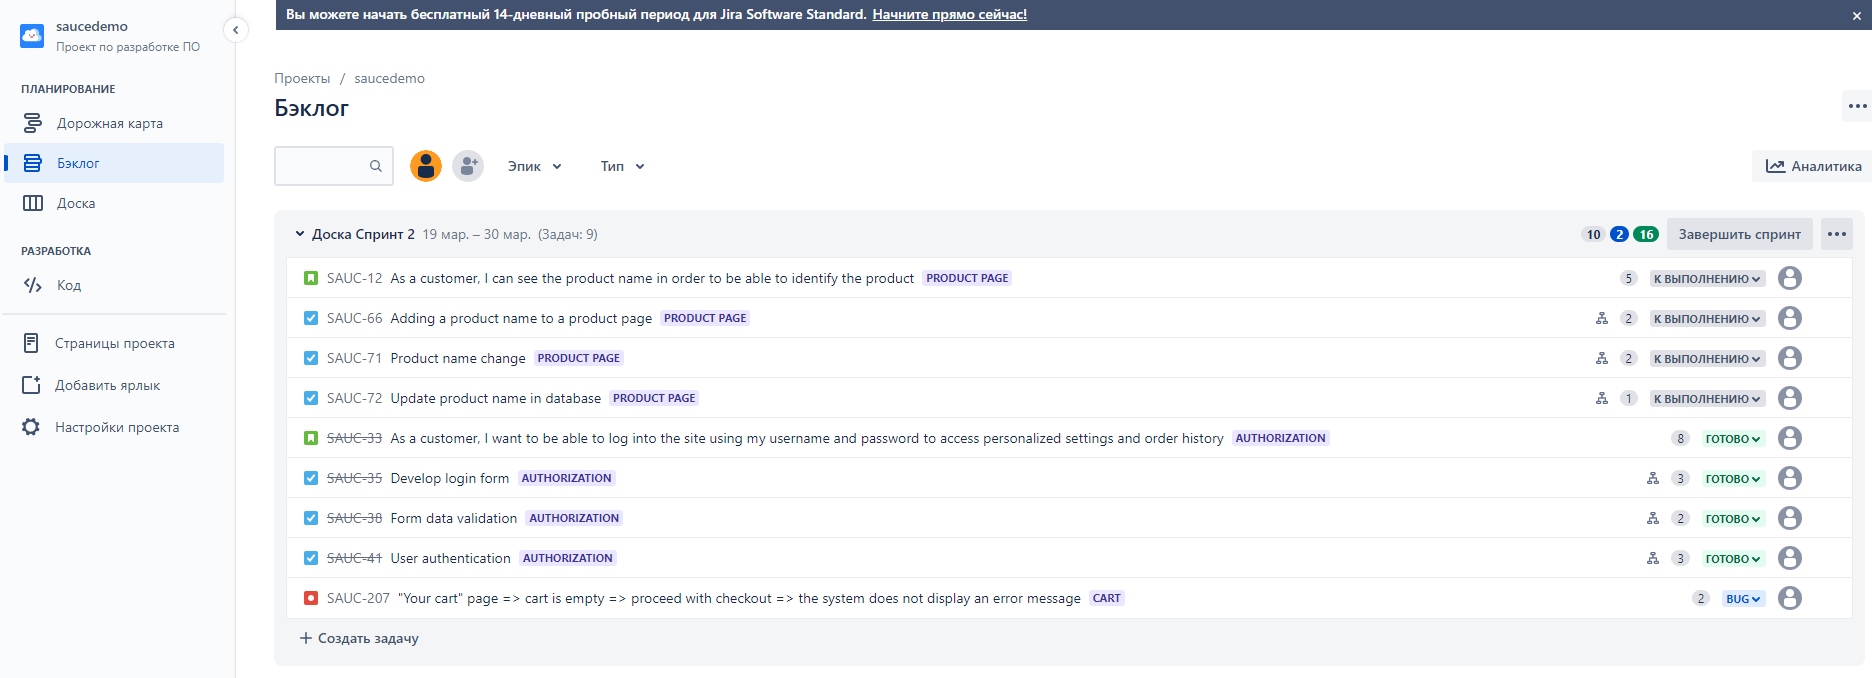 Вы можете начать бесплатный 14-дневный пробный период для Jira Software Standard. Начните прямо сейчас!
saucedemo
Проект по разработке ПО
ПЛАНИРОВАНИЕ
Дорожная карта
Бэклог
Доска
РАЗРАБОТКА
Код
Страницы проекта
Добавить ярлык
Настройки проекта
Проекты / saucedemo
Бэклог
Эпик Тип Аналитика
Доска Спринт 2 19 мар. – 30 мар. (Задач: 9) 10 2 16 Завершить спринт
SAUC-12 As a customer, I can see the product name in order to be able to identify the product PRODUCT PAGE 5 К ВЫПОЛНЕНИЮ
SAUC-66 Adding a product name to a product page PRODUCT PAGE 2 К ВЫПОЛНЕНИЮ
SAUC-71 Product name change PRODUCT PAGE 2 К ВЫПОЛНЕНИЮ
SAUC-72 Update product name in database PRODUCT PAGE 1 К ВЫПОЛНЕНИЮ
SAUC-33 As a customer, I want to be able to log into the site using my username and password to access personalized settings and order history AUTHORIZATION 8 ГОТОВО
SAUC-35 Develop login form AUTHORIZATION 3 ГОТОВО
SAUC-38 Form data validation AUTHORIZATION 2 ГОТОВО
SAUC-41 User authentication AUTHORIZATION 3 ГОТОВО
SAUC-207 "Your cart" page => cart is empty => proceed with checkout => the system does not display an error message CART 2 BUG
+ Создать задачу